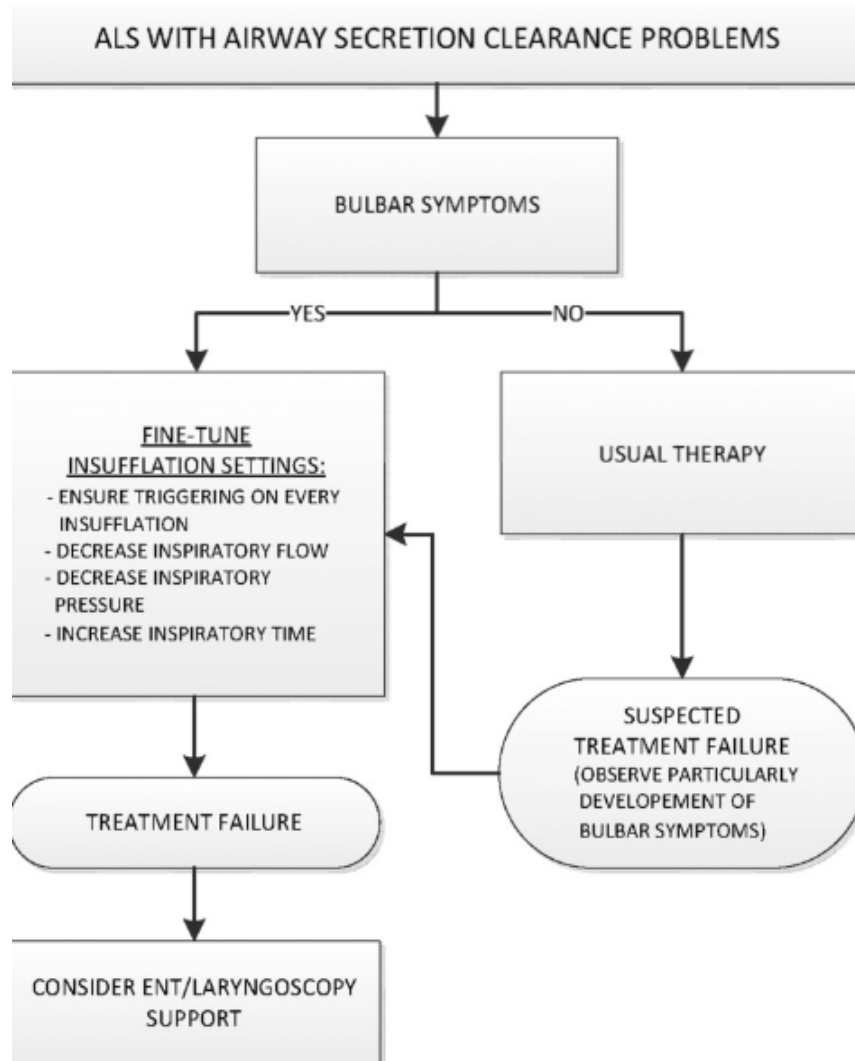 ALS WITH AIRWAY SECRETION CLEARANCE PROBLEMS
BULBAR SYMPTOMS
YES
NO
FINE-TUNE
INSUFFLATION SETTINGS:
- ENSURE TRIGGERING ON EVERY
INSUFFLATION
- DECREASE INSPIRATORY FLOW
- DECREASE INSPIRATORY
PRESSURE
- INCREASE INSPIRATORY TIME
USUAL THERAPY
SUSPECTED
TREATMENT FAILURE
(OBSERVE PARTICULARLY
DEVELOPEMENT OF
BULBAR SYMPTOMS)
TREATMENT FAILURE
CONSIDER ENT/LARYNGOSCOPY
SUPPORT